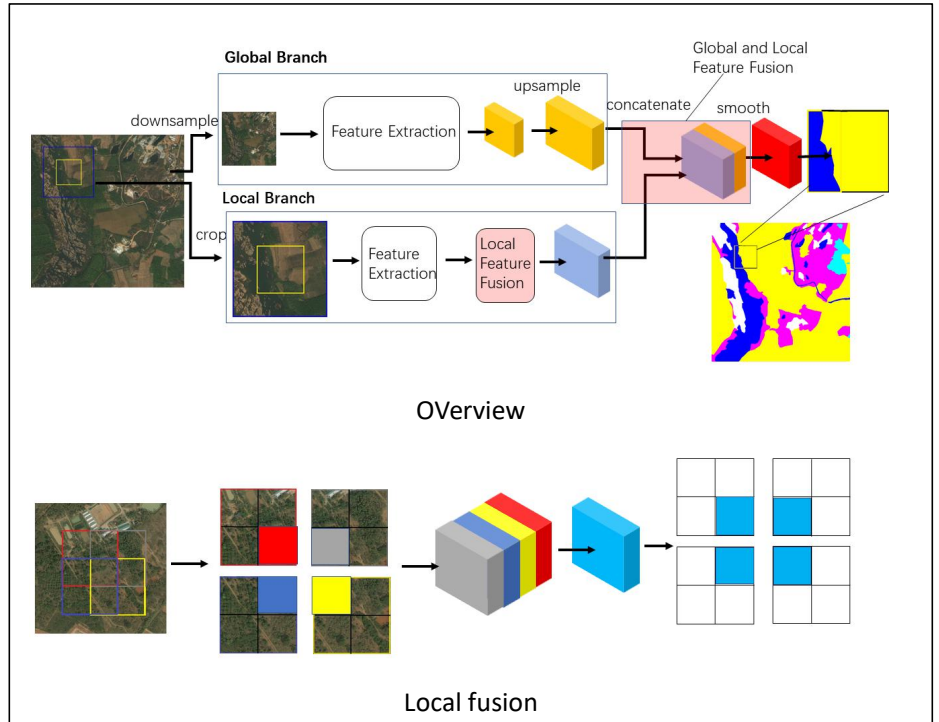 Global Branch
Global and Local
Feature Fusion
upsample
downsample
concatenate
smooth
Feature Extraction
Local Branch
crop
Feature
Extraction
Local
Feature
Fusion
OVerview
Local fusion